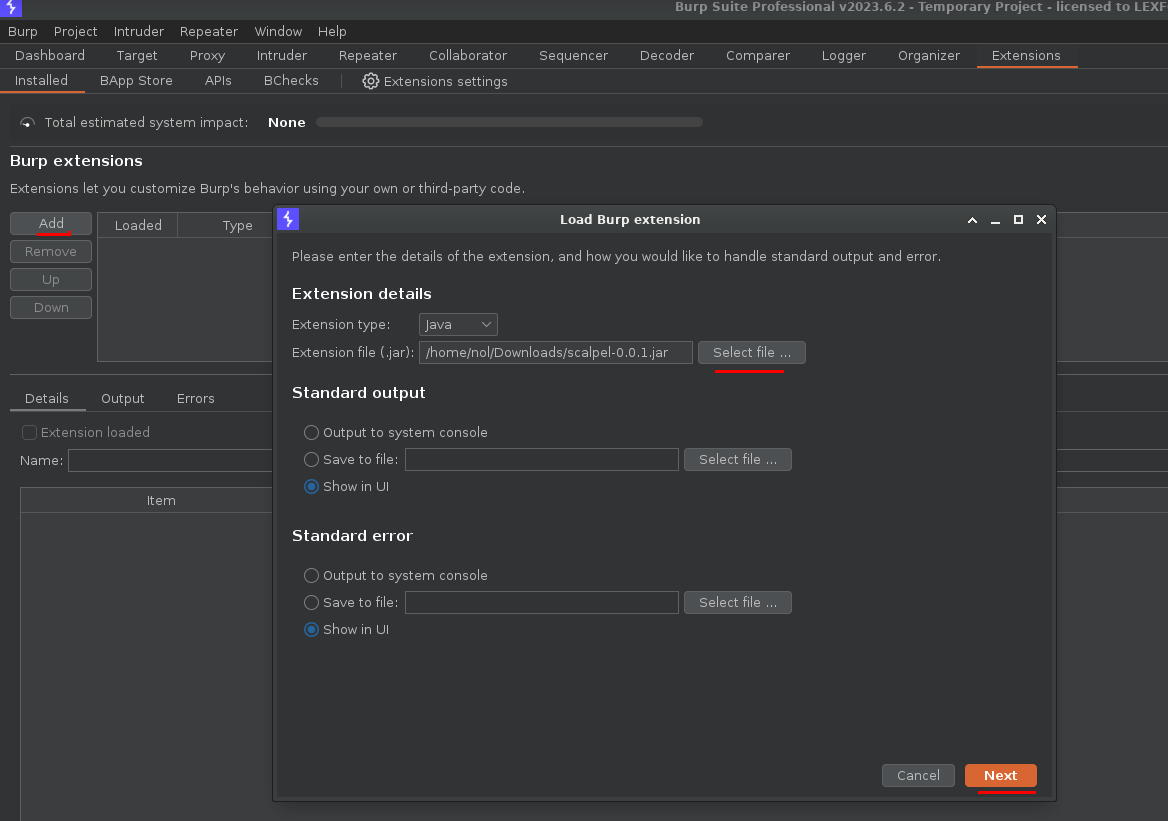 Burp Suite Professional v2023.6.2 - Temporary Project - licensed to LEXF
Burp Project Intruder Repeater Window Help
Dashboard Target Proxy Intruder Repeater Collaborator Sequencer Decoder Comparer Logger Organizer Extensions
Installed BApp Store APIs BChecks Extensions settings
Total estimated system impact: None
Burp extensions
Extensions let you customize Burp's behavior using your own or third-party code.
Add
Remove
Up
Down
Loaded Type
Details Output Errors
Extension loaded
Name:
Item
Load Burp extension
Please enter the details of the extension, and how you would like to handle standard output and error.
Extension details
Extension type: Java
Extension file (.jar): /home/nol/Downloads/scalpel-0.0.1.jar Select file ...
Standard output
Output to system console
Save to file: Select file ...
Show in UI
Standard error
Output to system console
Save to file: Select file ...
Show in UI
Cancel Next